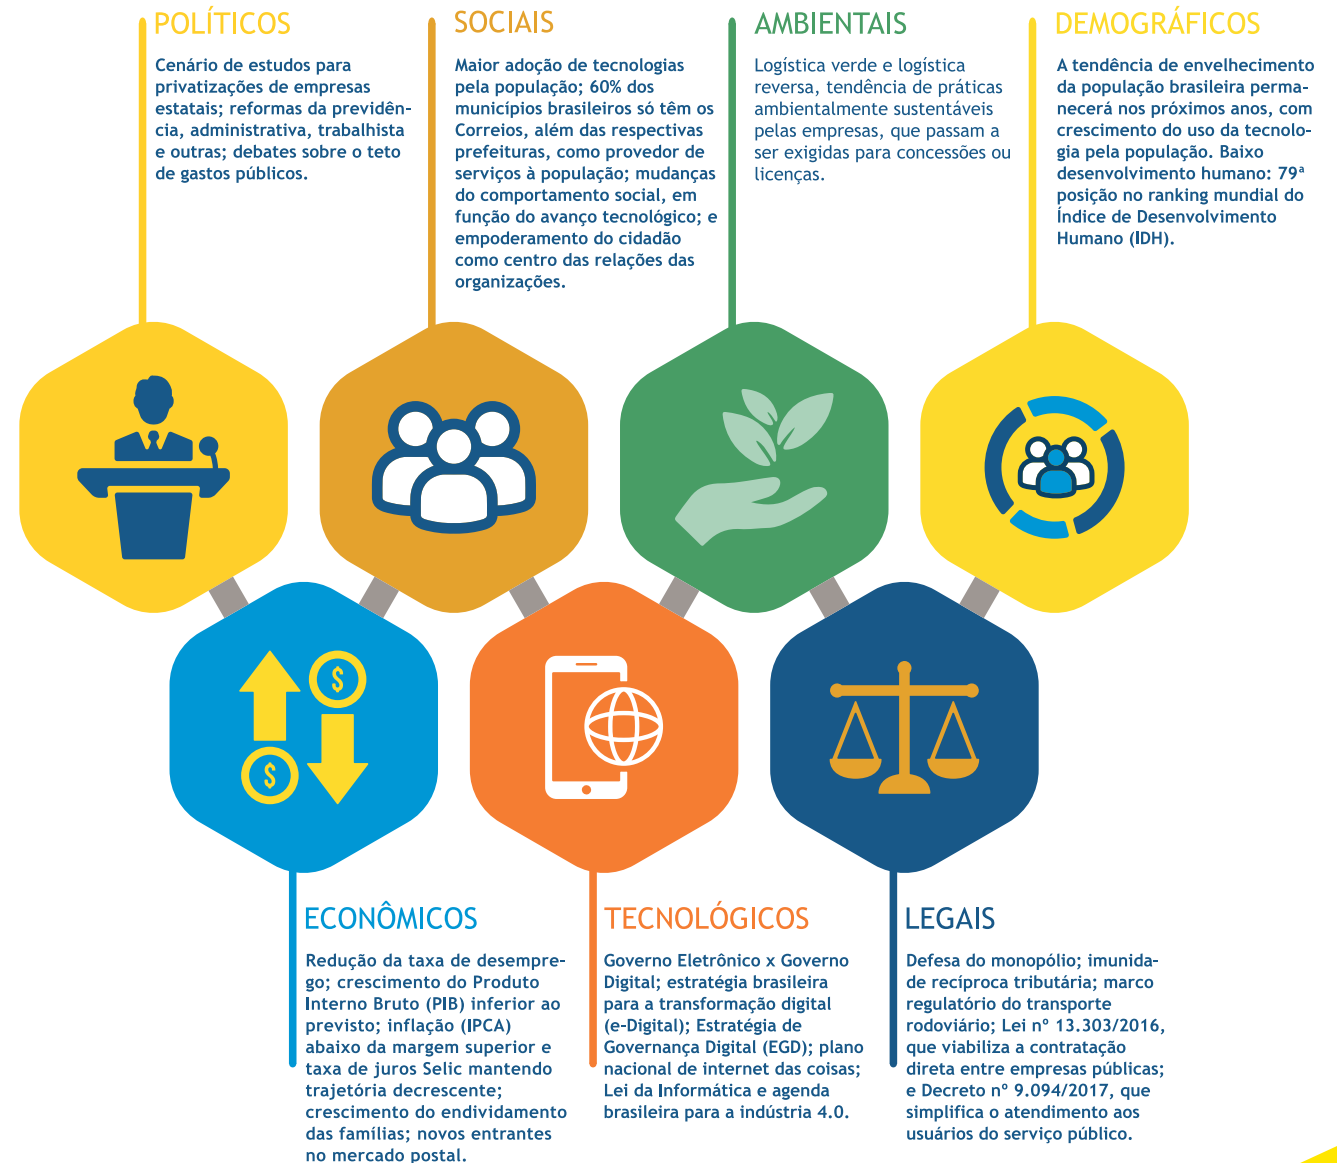 POLÍTICOS
Cenário de estudos para
privatizações de empresas
estatais; reformas da previdên-
cia, administrativa, trabalhista
e outras; debates sobre o teto
de gastos públicos.
SOCIAIS
Maior adoção de tecnologias
pela população; 60% dos
municípios brasileiros só têm os
Correios, além das respectivas
prefeituras, como provedor de
serviços à população; mudanças
do comportamento social, em
função do avanço tecnológico; e
empoderamento do cidadão
como centro das relações das
organizações.
AMBIENTAIS
Logística verde e logística
reversa, tendência de práticas
ambientalmente sustentáveis
pelas empresas, que passam a
ser exigidas para concessões ou
licenças.
DEMOGRÁFICOS
A tendência de envelhecimento
da população brasileira perma-
necerá nos próximos anos, com
crescimento do uso da tecnolo-
gia pela população. Baixo
desenvolvimento humano: 79ª
posição no ranking mundial do
Índice de Desenvolvimento
Humano (IDH).
$
$
ECONÔMICOS
Redução da taxa de desempre-
go; crescimento do Produto
Interno Bruto (PIB) inferior ao
previsto; inflação (IPCA)
abaixo da margem superior e
taxa de juros Selic mantendo
trajetória decrescente;
crescimento do endividamento
das famílias; novos entrantes
no mercado postal.
TECNOLÓGICOS
Governo Eletrônico x Governo
Digital; estratégia brasileira
para a transformação digital
(e-Digital); Estratégia de
Governança Digital (EGD); plano
nacional de internet das coisas;
Lei da Informática e agenda
brasileira para a indústria 4.0.
LEGAIS
Defesa do monopólio; imunida-
de recíproca tributária; marco
regulatório do transporte
rodoviário; Lei nº 13.303/2016,
que viabiliza a contratação
direta entre empresas públicas;
e Decreto nº 9.094/2017, que
simplifica o atendimento aos
usuários do serviço público.